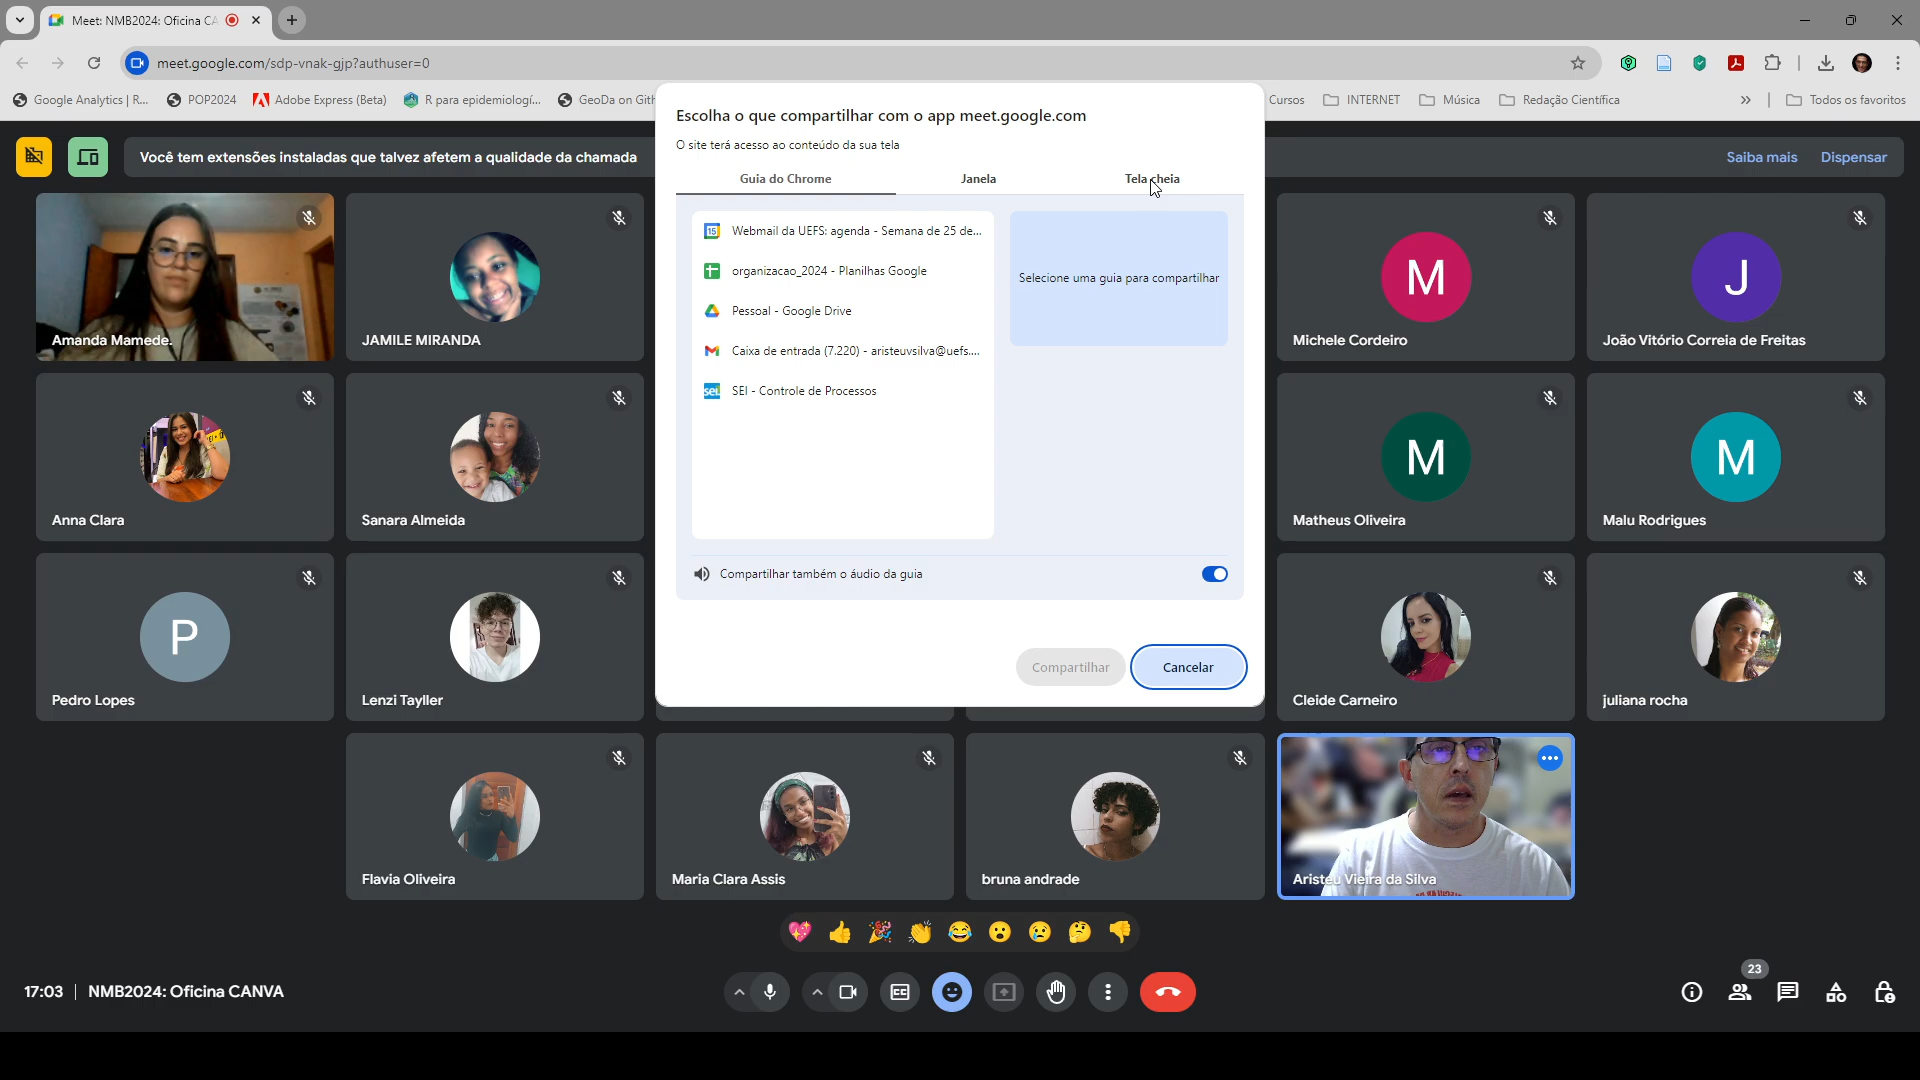 Meet: NMB2024: Oficina CA
meet.google.com/sdp-vnak-gjp?authuser=0
Google Analytics | R...
POP2024
Adobe Express (Beta)
R para epidemiologi...
GeoDa on Gith
Cursos
INTERNET
Música
Redação Científica
»
Todos os favoritos
Você tem extensões instaladas que talvez afetem a qualidade da chamada
Saiba mais
Dispensar
Escolha o que compartilhar com o app meet.google.com
O site terá acesso ao conteúdo da sua tela
Guia do Chrome
Janela
Tela cheia
15
Webmail da UEFS: agenda - Semana de 25 de...
organizacao_2024 - Planilhas Google
Pessoal - Google Drive
Caixa de entrada (7.220) - aristeuvsilva@uefs....
sei
SEI - Controle de Processos
Selecione uma guia para compartilhar
Compartilhar também o áudio da guia
Compartilhar
Cancelar
Amanda Mamede.
JAMILE MIRANDA
M
Michele Cordeiro
J
João Vitório Correia de Freitas
Anna Clara
Sanara Almeida
M
Matheus Oliveira
M
Malu Rodrigues
P
Pedro Lopes
Lenzi Tayller
Cleide Carneiro
juliana rocha
Flavia Oliveira
Maria Clara Assis
bruna andrade
Aristeu Vieira da Silva
17:03 | NMB2024: Oficina CANVA
CC
23